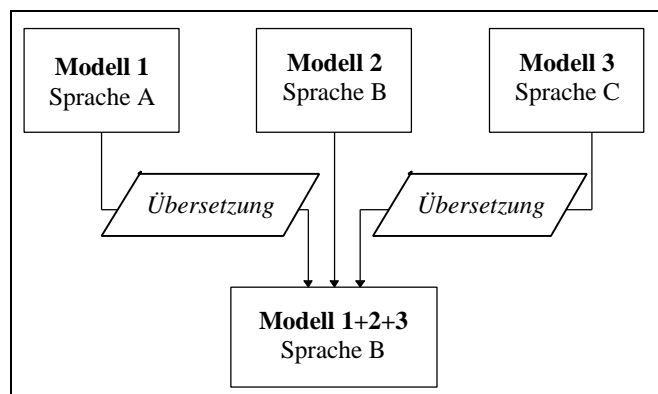 Modell 1
Sprache A
Modell 2
Sprache B
Modell 3
Sprache C
Übersetzung
Übersetzung
Modell 1+2+3
Sprache B